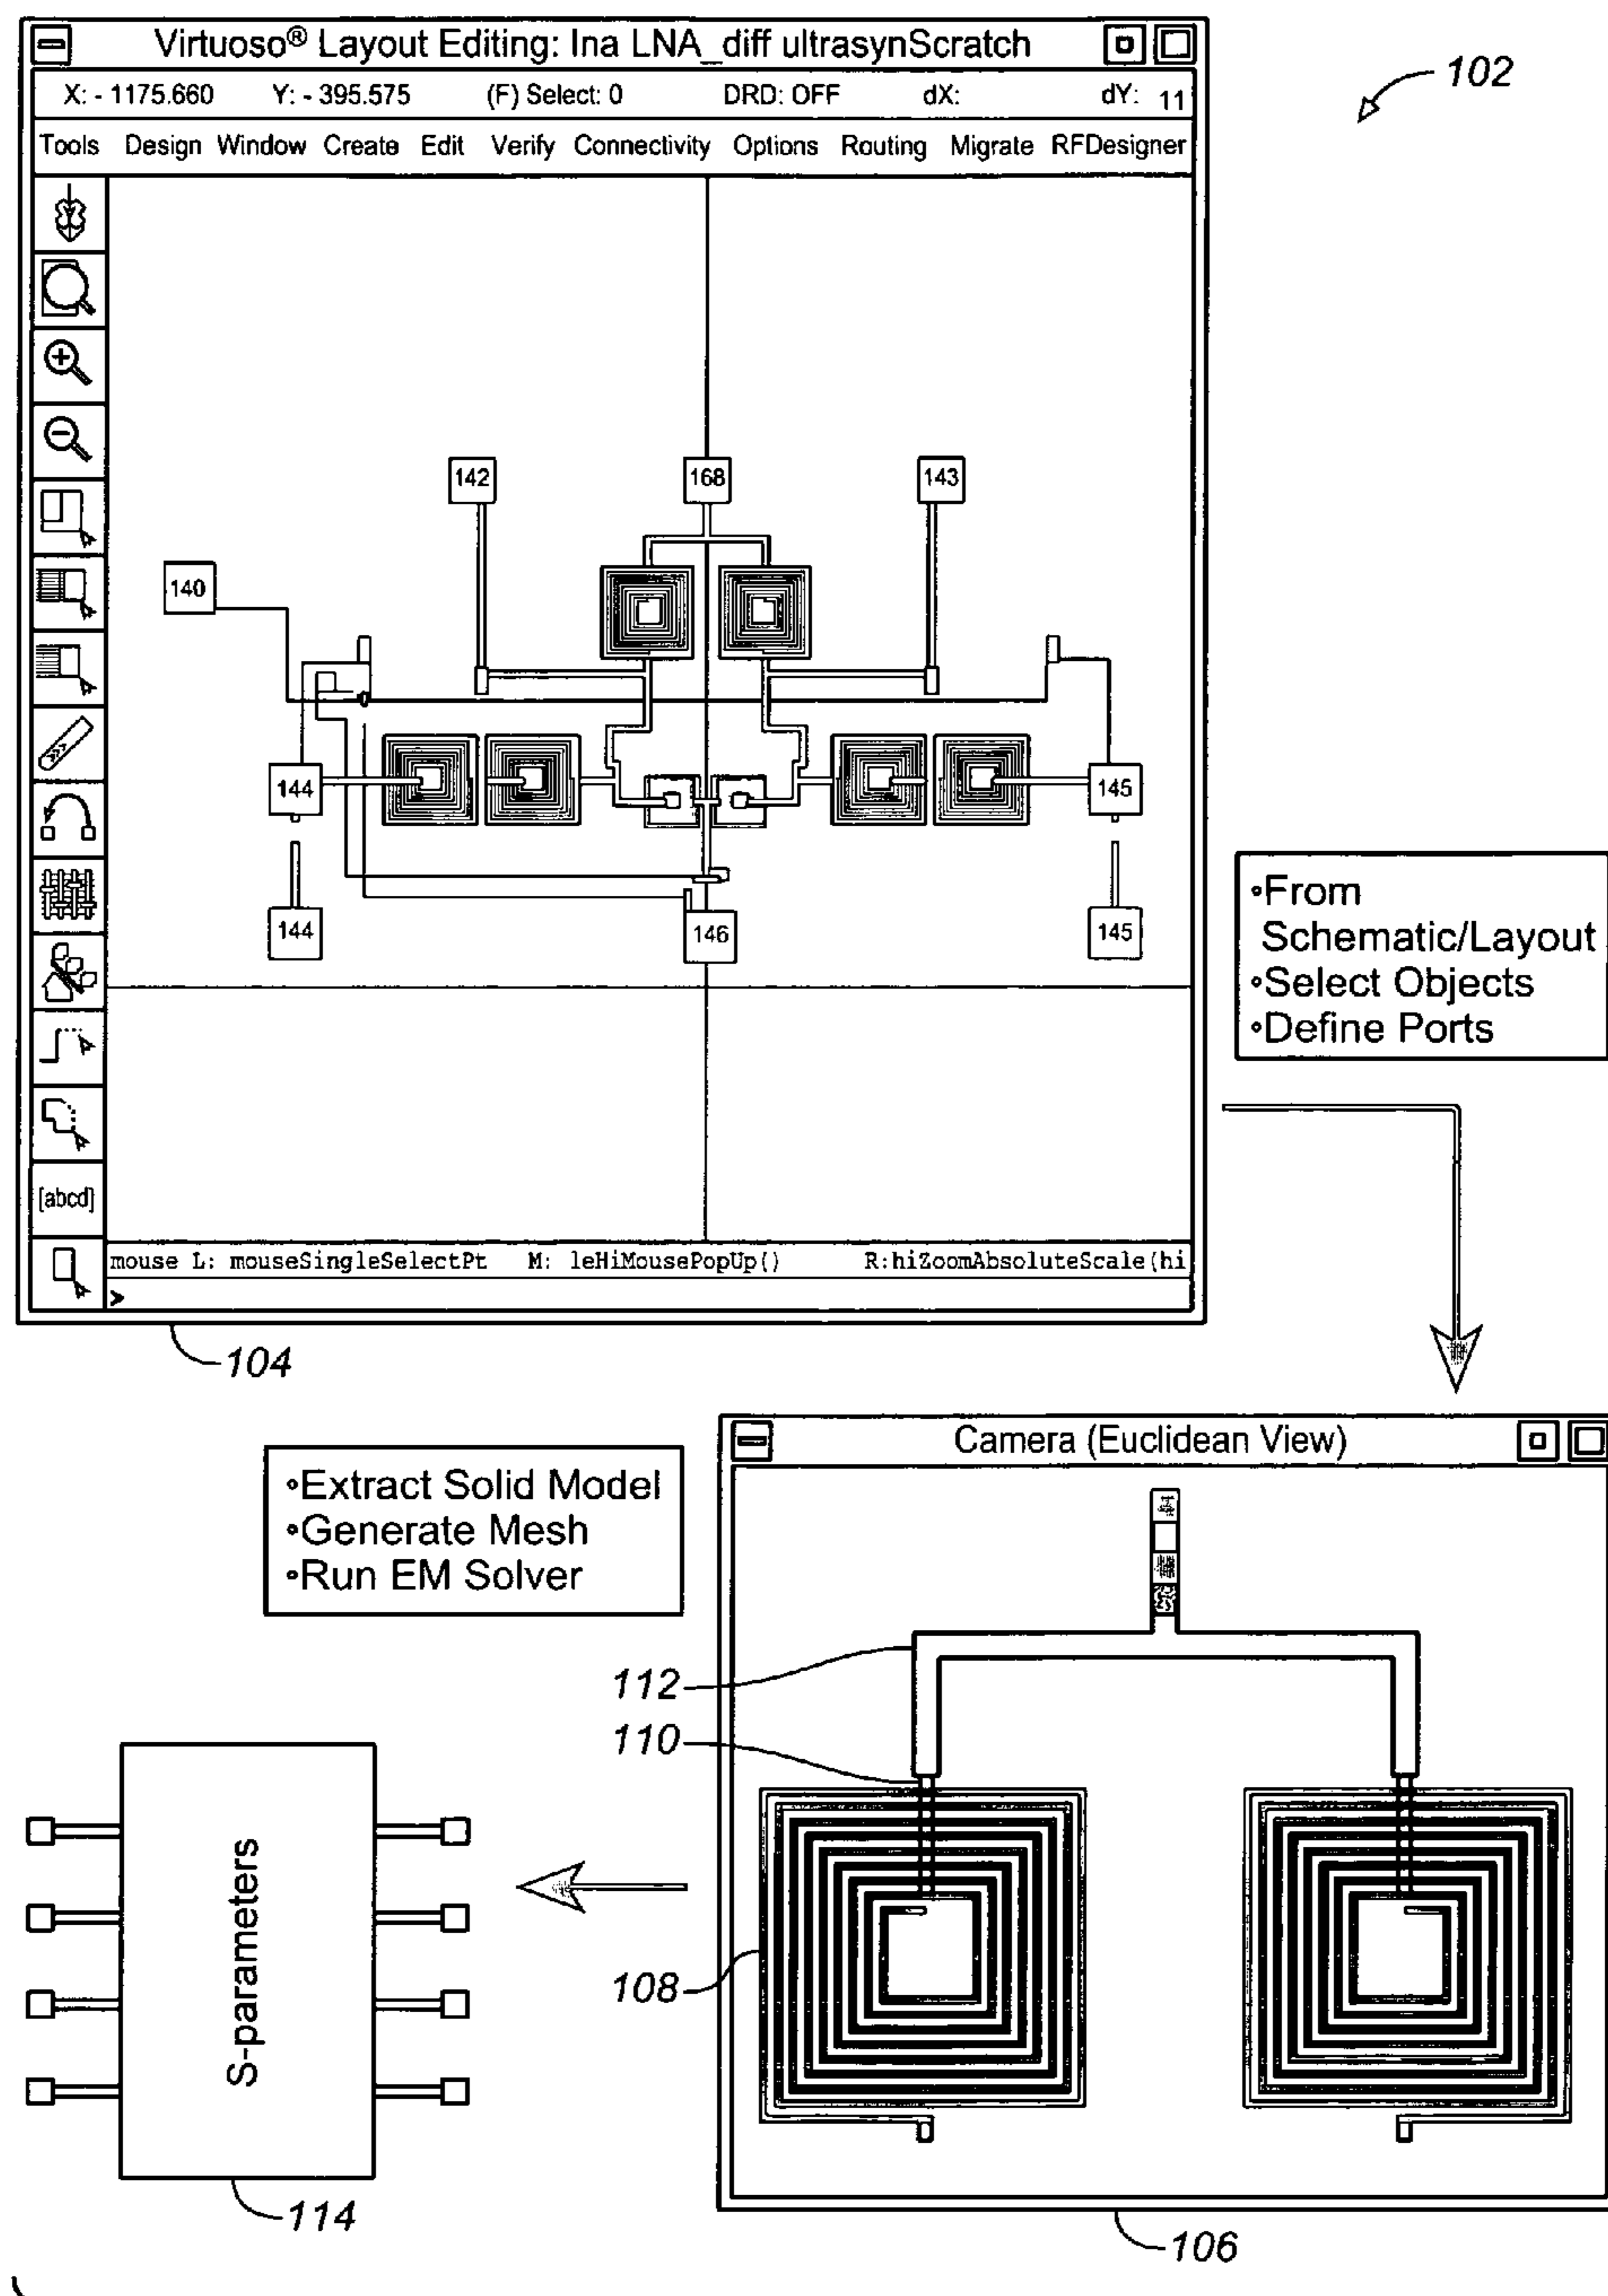 Virtuoso® Layout Editing: Ina LNA_diff ultrasynScratch
X: - 1175.660 Y: - 395.575 (F) Select: 0 DRD: OFF dX: dY: 11
102
Tools Design Window Create Edit Verify Connectivity Options Routing Migrate RFDesigner
142 168 143
140
144 145
144 146 145
[abcd]
mouse L: mouseSingleSelectPt M: leHiMousePopUp() R:hiZoomAbsoluteScale(hi
>
104
•From
Schematic/Layout
•Select Objects
•Define Ports
Camera (Euclidean View)
•Extract Solid Model
•Generate Mesh
•Run EM Solver
112
110
108
S-parameters
114
106